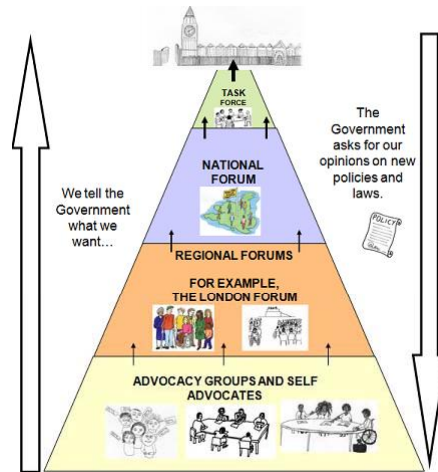 TASK
FORCE
NATIONAL
FORUM
We tell the
Government
what we
want…
The
Government
asks for our
opinions on new
policies and
laws.
POLICY
REGIONAL FORUMS
FOR EXAMPLE,
THE LONDON FORUM
ADVOCACY GROUPS AND SELF
ADVOCATES